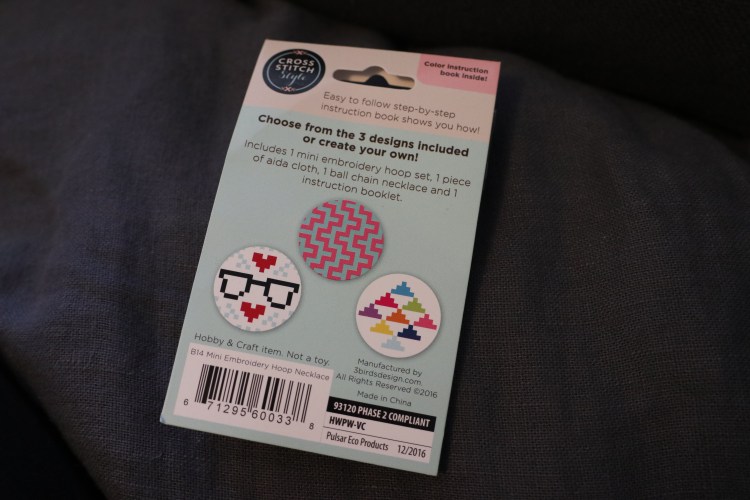 CROSS
STITCH
style
Color instruction
book inside!
Easy to follow step-by-step
instruction book shows you how!
Choose from the 3 designs included
or create your own!
Includes 1 mini embroidery hoop set, 1 piece
of aida cloth, 1 ball chain necklace and 1
instruction booklet.
Hobby & Craft item. Not a toy.
B14 Mini Embroidery Hoop Necklace
6 71295 60033 8
Manufactured by
3birdsdesign.com.
All Rights Reserved ©2016
Made in China
93120 PHASE 2 COMPLIANT
HWPW-VC
Pulsar Eco Products 12/2016